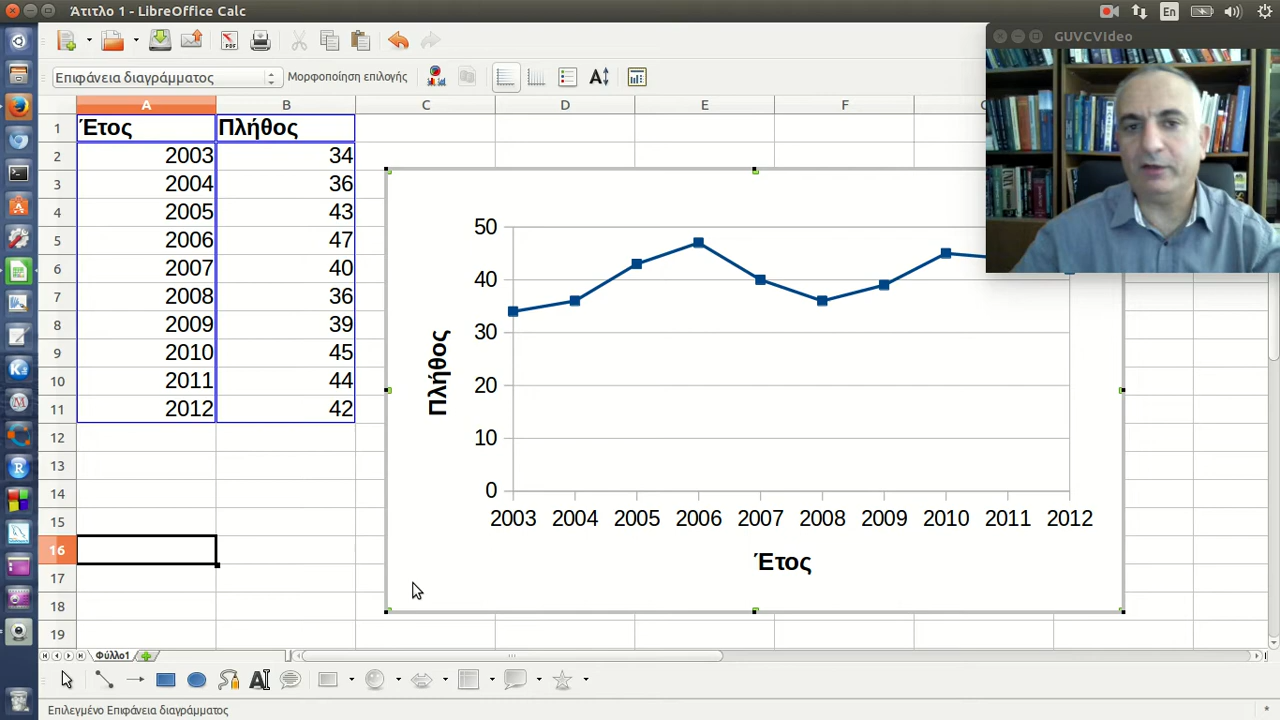 Άτιτλο 1 - LibreOffice Calc
En
GUVCVIdeo
Επιφάνεια διαγράμματος
Μορφοποίηση επιλογής
A B C D E F
1 Έτος Πλήθος
2 2003 34
3 2004 36
4 2005 43
5 2006 47
6 2007 40
7 2008 36
8 2009 39
9 2010 45
10 2011 44
11 2012 42
12
13
14
15
16
17
18
19
50
40
30
20
10
0
Πλήθος
2003 2004 2005 2006 2007 2008 2009 2010 2011 2012
Έτος
Φύλλο1
Επιλεγμένο Επιφάνεια διαγράμματος